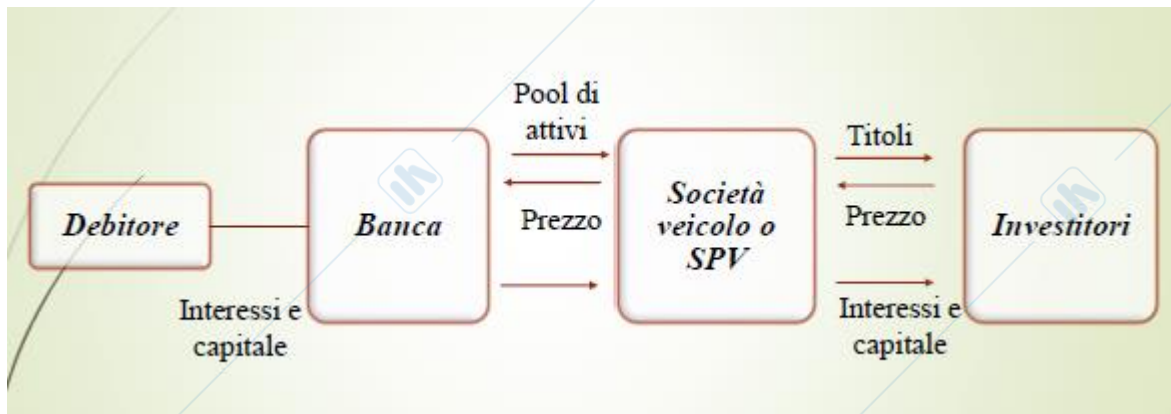 Debitore
Interessi e
capitale
Banca
Pool di
attivi
Prezzo
Società
veicolo o
SPV
Titoli
Prezzo
Interessi e
capitale
Investitori